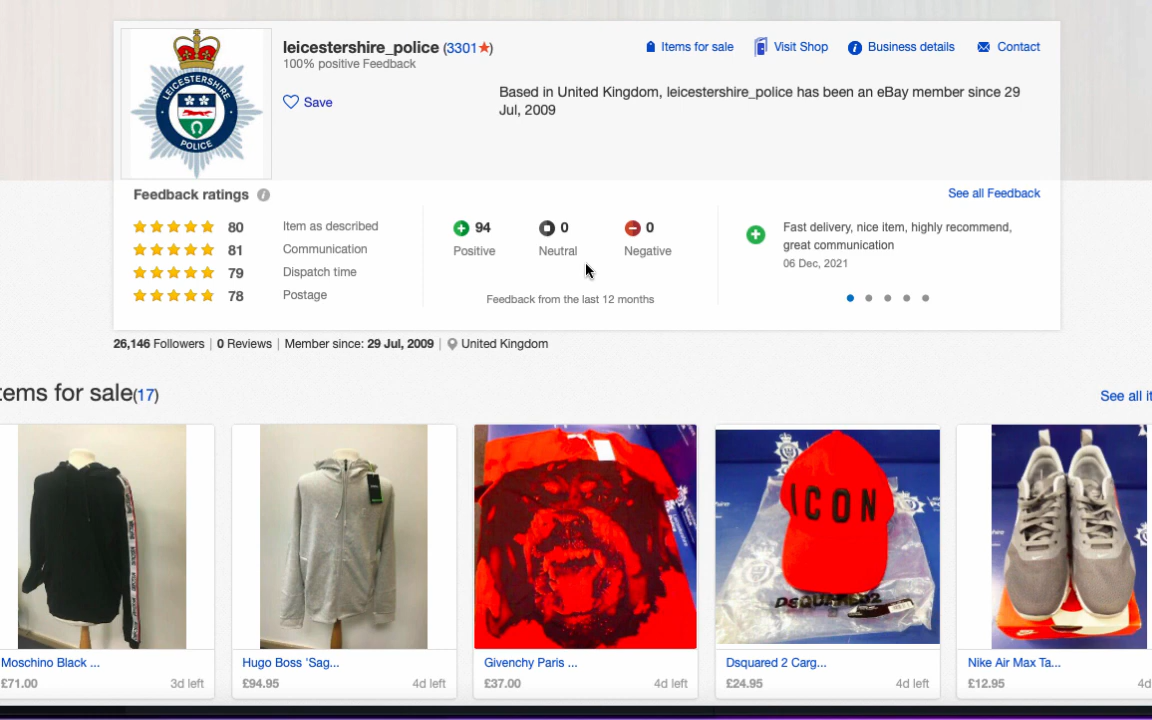 leicestershire_police (3301★)
100% positive Feedback
Save
Items for sale
Visit Shop
Business details
Contact
Based in United Kingdom, leicestershire_police has been an eBay member since 29
Jul, 2009
LEICESTERSHIRE
POLICE
Feedback ratings
See all Feedback
80 Item as described
81 Communication
79 Dispatch time
78 Postage
94 Positive
0 Neutral
0 Negative
Feedback from the last 12 months
Fast delivery, nice item, highly recommend,
great communication
06 Dec, 2021
26,146 Followers | 0 Reviews | Member since: 29 Jul, 2009 | United Kingdom
tems for sale(17)
See all it
ICON
DSQUARED2
Moschino Black ...
£71.00 3d left
Hugo Boss 'Sag...
£94.95 4d left
Givenchy Paris ...
£37.00 4d left
Dsquared 2 Carg...
£24.95 4d left
Nike Air Max Ta...
£12.95 4d